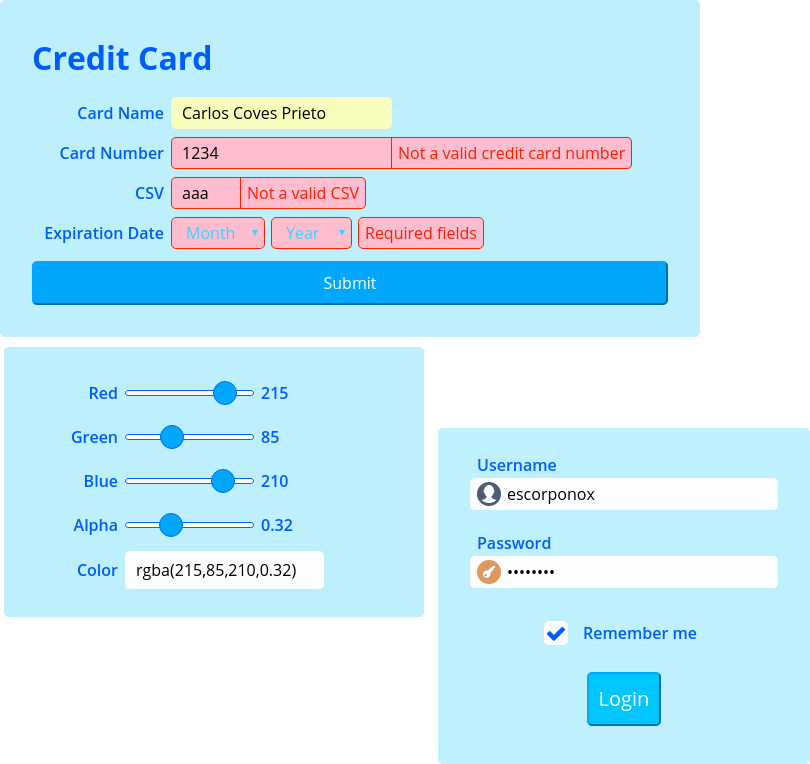 Credit Card
Card Name Carlos Coves Prieto
Card Number 1234 Not a valid credit card number
CSV aaa Not a valid CSV
Expiration Date Month Year Required fields
Submit
Red 215
Green 85
Blue 210
Alpha 0.32
Color rgba(215,85,210,0.32)
Username
escorponox
Password
••••••••
Remember me
Login